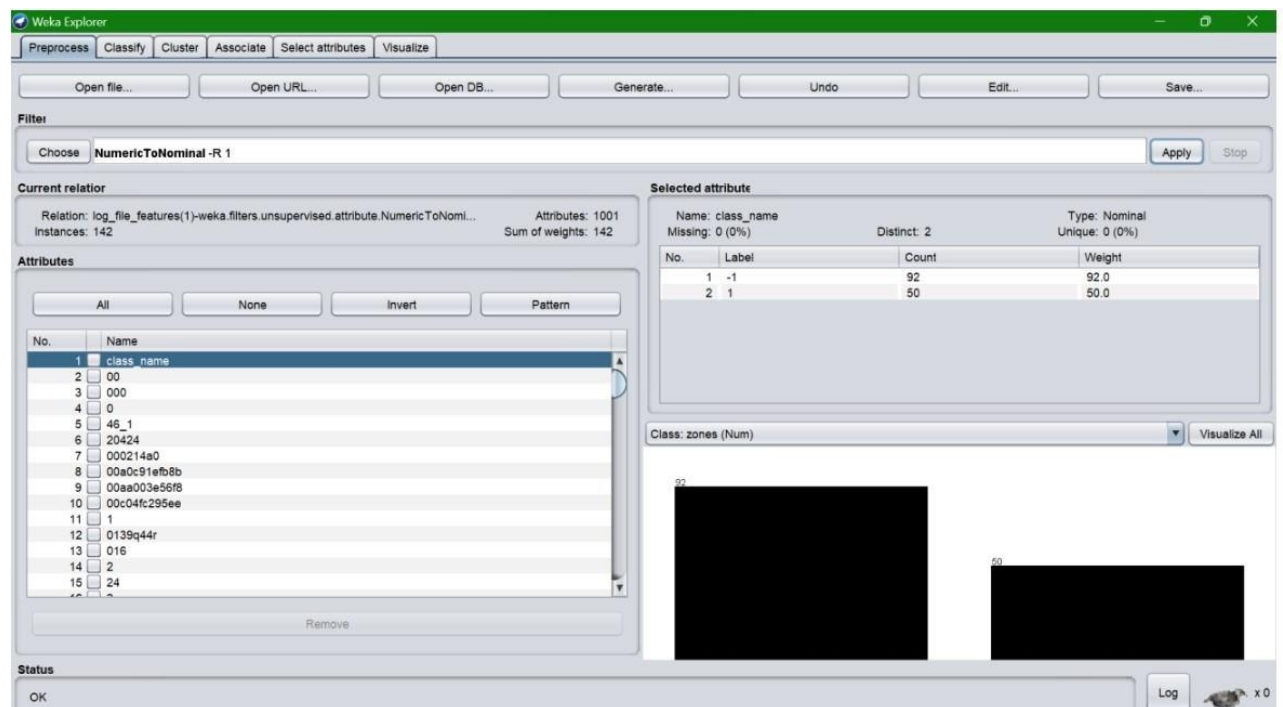 Weka Explorer
Preprocess Classify Cluster Associate Select attributes Visualize
Open file... Open URL... Open DB... Generate... Undo Edit... Save...
Filter
Choose NumericToNominal -R 1 Apply Stop
Current relation
Relation: log_file_features(1)-weka.filters.unsupervised.attribute.NumericToNomi... Attributes: 1001
Instances: 142 Sum of weights: 142
Attributes
All None Invert Pattern
No. Name
1 class_name
2 00
3 000
4 0
5 46_1
6 20424
7 000214a0
8 00a0c91efb8b
9 00aa003e56f8
10 00c04fc295ee
11 1
12 0139q44r
13 016
14 2
15 24
Remove
Selected attribute
Name: class_name Type: Nominal
Missing: 0 (0%) Distinct: 2 Unique: 0 (0%)
No. Label Count Weight
1 -1 92 92.0
2 1 50 50.0
Class: zones (Num) Visualize All
92
50
Status
OK
Log x 0